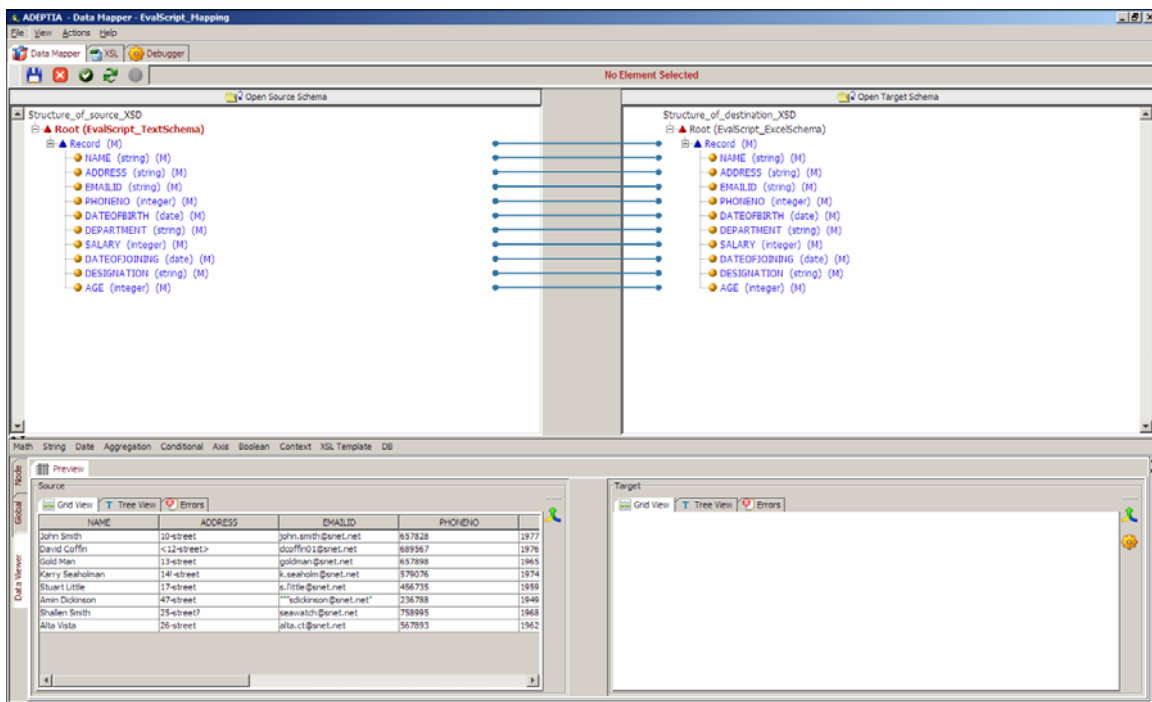 ADEPTIA - Data Mapper - EvalScript_Mapping
File View Actions Help
Data Mapper XSL Debugger
No Element Selected
Open Source Schema Open Target Schema
Structure_of_source_XSD Structure_of_destination_XSD
Root (EvalScript_TextSchema) Root (EvalScript_ExcelSchema)
Record (M) Record (M)
NAME (string) (M) NAME (string) (M)
ADDRESS (string) (M) ADDRESS (string) (M)
EMAILID (string) (M) EMAILID (string) (M)
PHONENO (integer) (M) PHONENO (integer) (M)
DATEOFBIRTH (date) (M) DATEOFBIRTH (date) (M)
DEPARTMENT (string) (M) DEPARTMENT (string) (M)
SALARY (integer) (M) SALARY (integer) (M)
DATEOFJOINING (date) (M) DATEOFJOINING (date) (M)
DESIGNATION (string) (M) DESIGNATION (string) (M)
AGE (integer) (M) AGE (integer) (M)
Math String Date Aggregation Conditional Axis Boolean Context XSL Template DB
Node
Global
Data Viewer
Preview
Source Target
Grid View T Tree View Errors Grid View T Tree View Errors
NAME ADDRESS EMAILID PHONENO
John Smith 10-street john.smith@snet.net 657828 1977
David Coffin <12-street> dcoffin01@snet.net 689567 1976
Gold Man 13-street goldman@snet.net 657898 1965
Karry Seaholman 14!-street k.seaholm@snet.net 579076 1974
Stuart Little 17-street s.little@snet.net 456735 1959
Amin Dickinson 47-street """sdickinson@snet.net" 236788 1949
Shallen Smith 25-street? seawatch@snet.net 758995 1968
Alta Vista 26-street alta.ct@snet.net 567893 1962